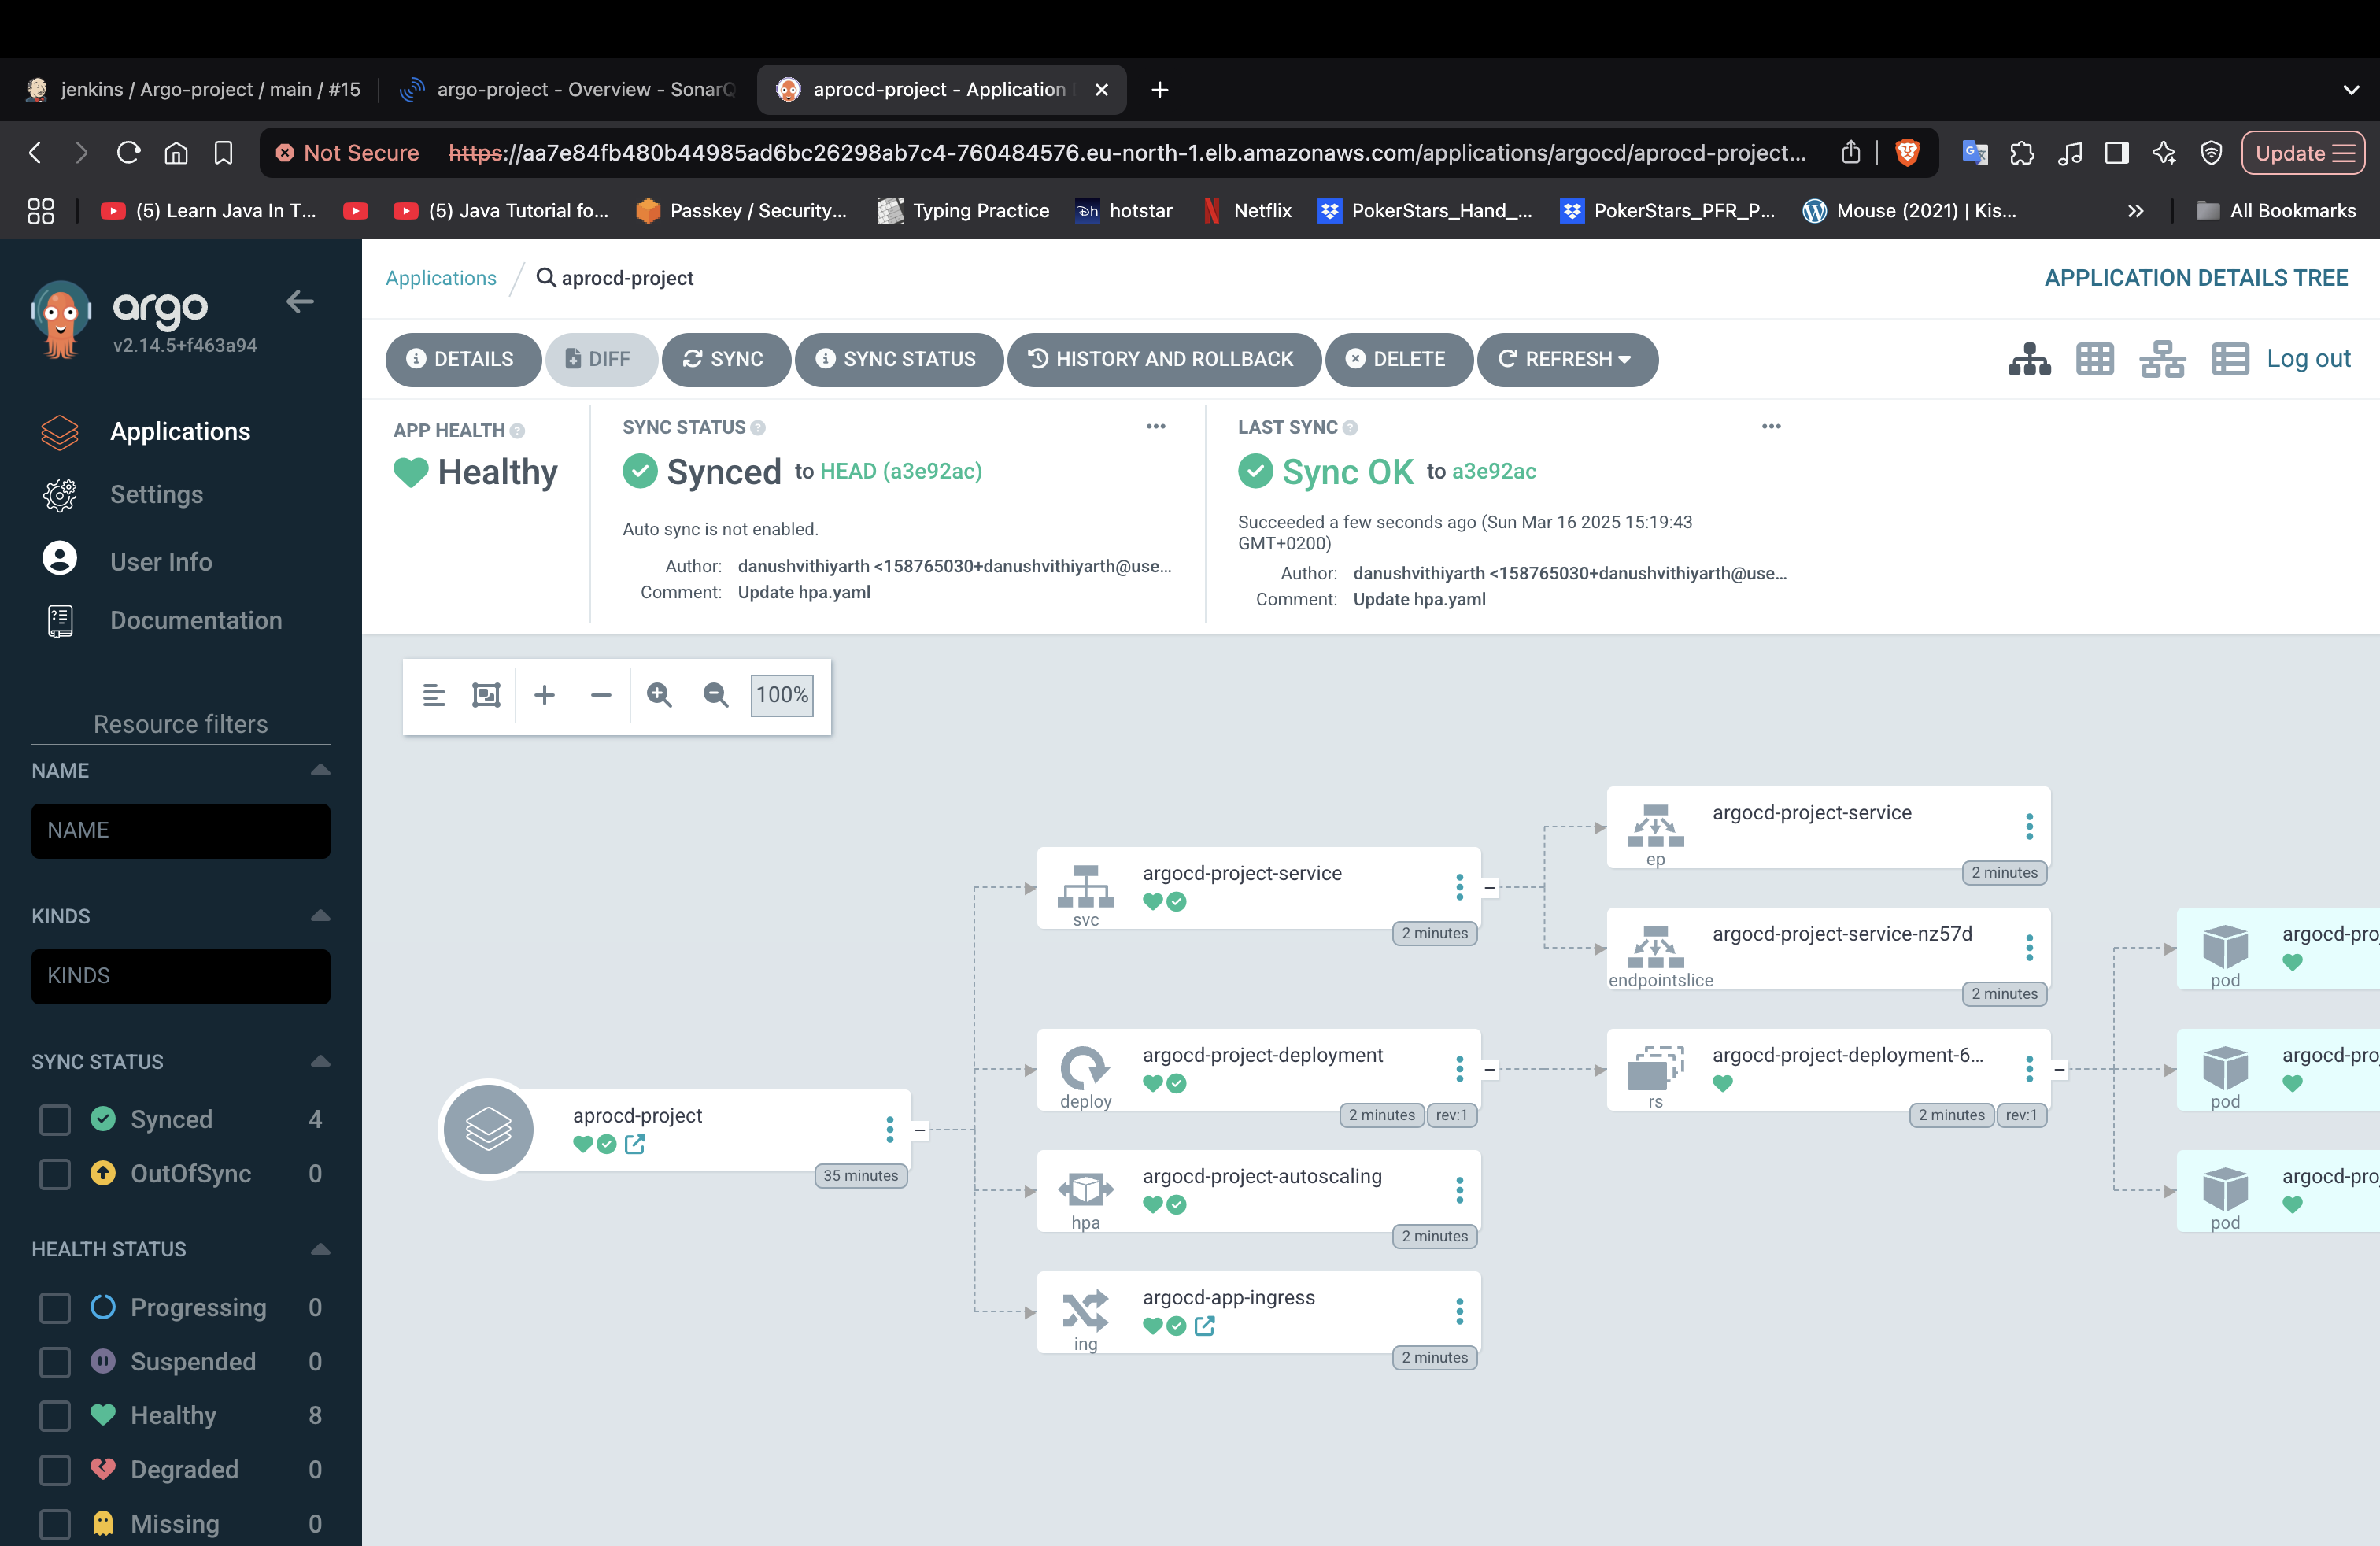 jenkins / Argo-project / main / #15
argo-project - Overview - SonarQ
aprocd-project - Application
Not Secure https://aa7e84fb480b44985ad6bc26298ab7c4-760484576.eu-north-1.elb.amazonaws.com/applications/argocd/aprocd-project...
Update
(5) Learn Java In T...
(5) Java Tutorial fo...
Passkey / Security...
Typing Practice
hotstar
Netflix
PokerStars_Hand_...
PokerStars_PFR_P...
Mouse (2021) | Kis...
All Bookmarks
argo
v2.14.5+f463a94
Applications
Settings
User Info
Documentation
Resource filters
NAME
NAME
KINDS
KINDS
SYNC STATUS
Synced 4
OutOfSync 0
HEALTH STATUS
Progressing 0
Suspended 0
Healthy 8
Degraded 0
Missing 0
Applications / aprocd-project
APPLICATION DETAILS TREE
DETAILS
DIFF
SYNC
SYNC STATUS
HISTORY AND ROLLBACK
DELETE
REFRESH
Log out
APP HEALTH
Healthy
SYNC STATUS
Synced to HEAD (a3e92ac)
Auto sync is not enabled.
Author: danushvithiyarth <158765030+danushvithiyarth@use...
Comment: Update hpa.yaml
LAST SYNC
Sync OK to a3e92ac
Succeeded a few seconds ago (Sun Mar 16 2025 15:19:43
GMT+0200)
Author: danushvithiyarth <158765030+danushvithiyarth@use...
Comment: Update hpa.yaml
100%
aprocd-project
35 minutes
argocd-project-service
svc
2 minutes
argocd-project-deployment
deploy
2 minutes rev:1
argocd-project-autoscaling
hpa
2 minutes
argocd-app-ingress
ing
2 minutes
argocd-project-service
ep
2 minutes
argocd-project-service-nz57d
endpointslice
2 minutes
argocd-project-deployment-6...
rs
2 minutes rev:1
argocd-proj
pod
argocd-proj
pod
argocd-proj
pod